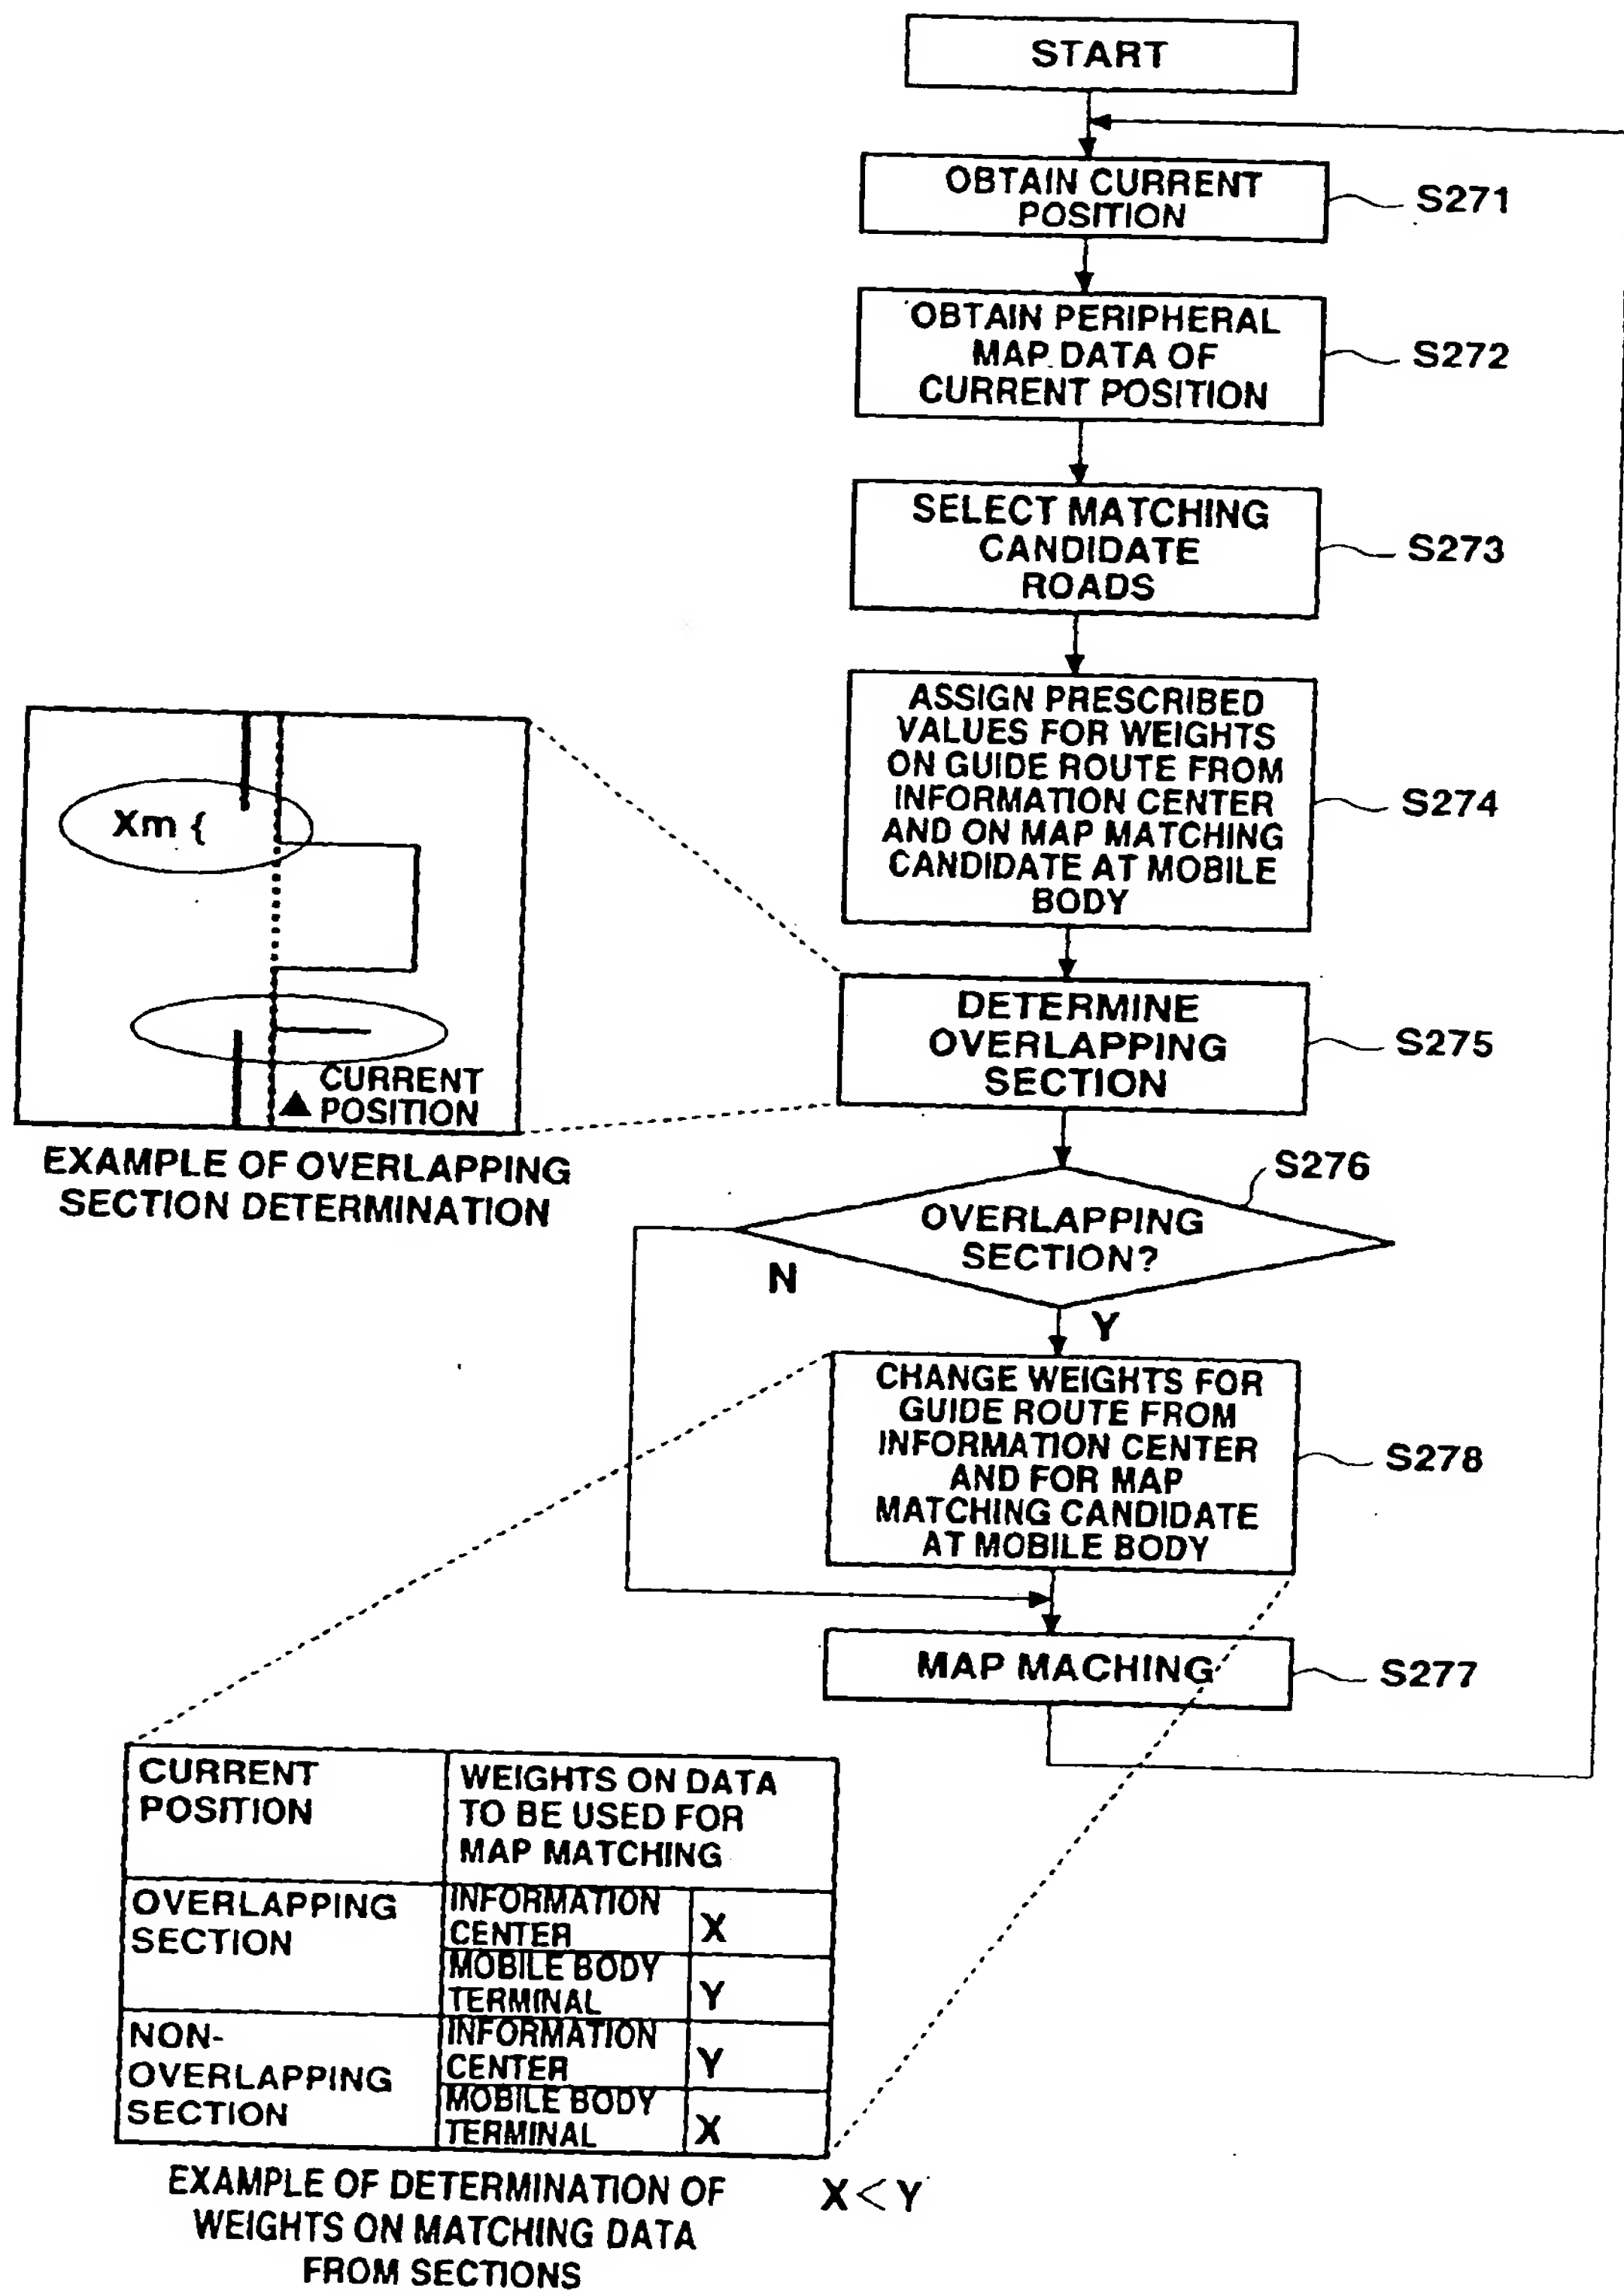 START
OBTAIN CURRENT
POSITION
S271
OBTAIN PERIPHERAL
MAP DATA OF
CURRENT POSITION
S272
SELECT MATCHING
CANDIDATE
ROADS
S273
ASSIGN PRESCRIBED
VALUES FOR WEIGHTS
ON GUIDE ROUTE FROM
INFORMATION CENTER
AND ON MAP MATCHING
CANDIDATE AT MOBILE
BODY
S274
Xm {
CURRENT
POSITION
EXAMPLE OF OVERLAPPING
SECTION DETERMINATION
DETERMINE
OVERLAPPING
SECTION
S275
S276
OVERLAPPING
SECTION?
N
Y
CHANGE WEIGHTS FOR
GUIDE ROUTE FROM
INFORMATION CENTER
AND FOR MAP
MATCHING CANDIDATE
AT MOBILE BODY
S278
MAP MACHING
S277
CURRENT
POSITION
WEIGHTS ON DATA
TO BE USED FOR
MAP MATCHING
OVERLAPPING
SECTION
INFORMATION
CENTER
X
MOBILE BODY
TERMINAL
Y
NON-
OVERLAPPING
SECTION
INFORMATION
CENTER
Y
MOBILE BODY
TERMINAL
X
EXAMPLE OF DETERMINATION OF
WEIGHTS ON MATCHING DATA
FROM SECTIONS
X < Y